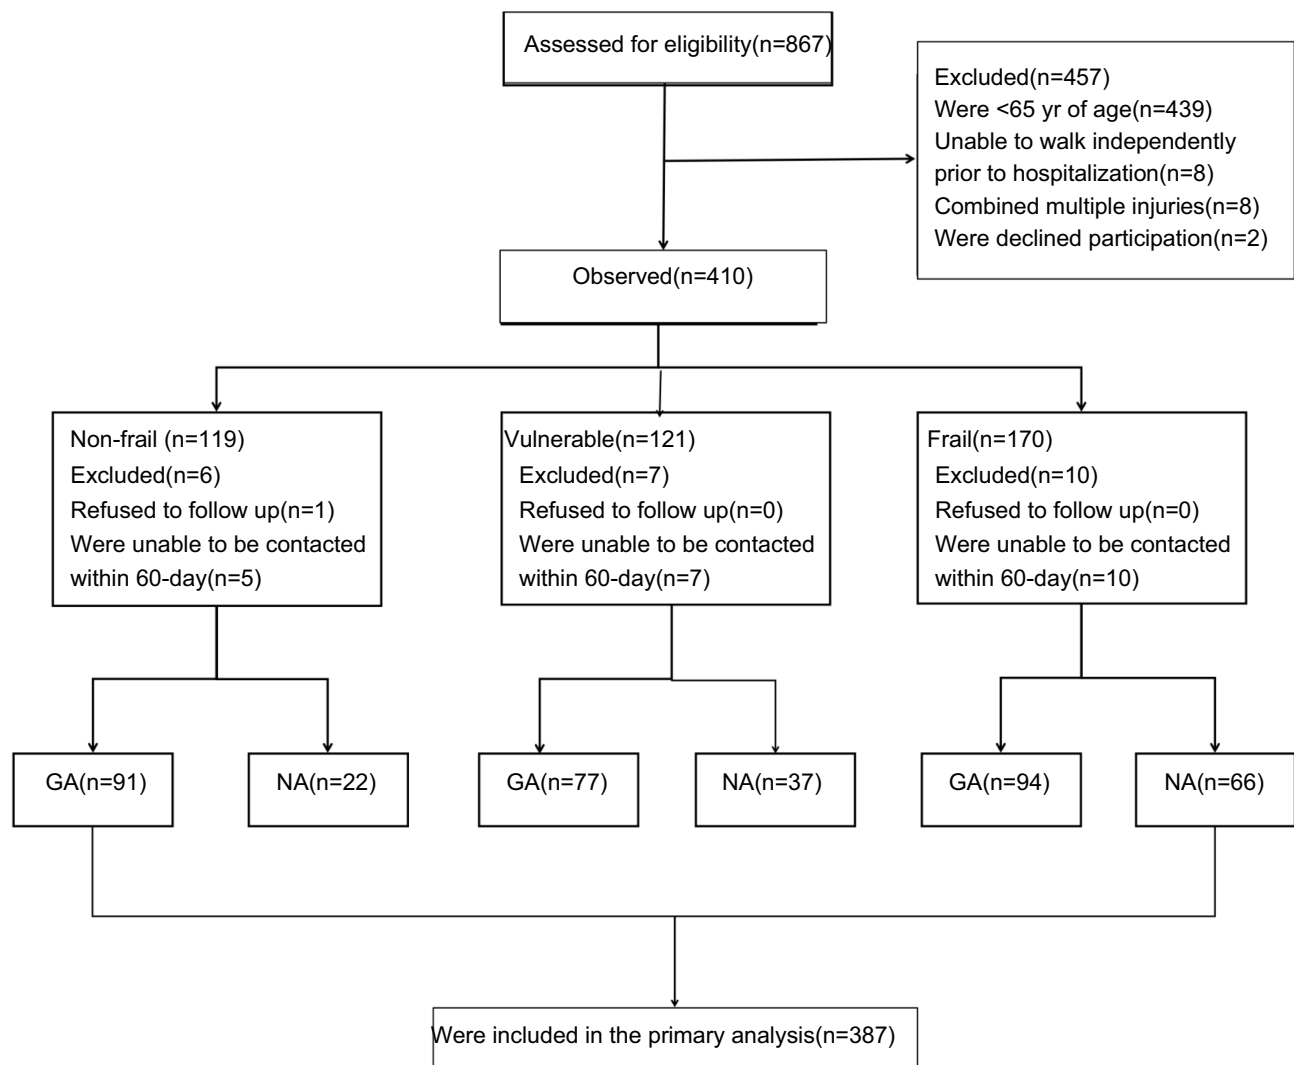 Assessed for eligibility(n=867)
Excluded(n=457)
Were <65 yr of age(n=439)
Unable to walk independently
prior to hospitalization(n=8)
Combined multiple injuries(n=8)
Were declined participation(n=2)
Observed(n=410)
Non-frail (n=119)
Excluded(n=6)
Refused to follow up(n=1)
Were unable to be contacted
within 60-day(n=5)
Vulnerable(n=121)
Excluded(n=7)
Refused to follow up(n=0)
Were unable to be contacted
within 60-day(n=7)
Frail(n=170)
Excluded(n=10)
Refused to follow up(n=0)
Were unable to be contacted
within 60-day(n=10)
GA(n=91)
NA(n=22)
GA(n=77)
NA(n=37)
GA(n=94)
NA(n=66)
Were included in the primary analysis(n=387)